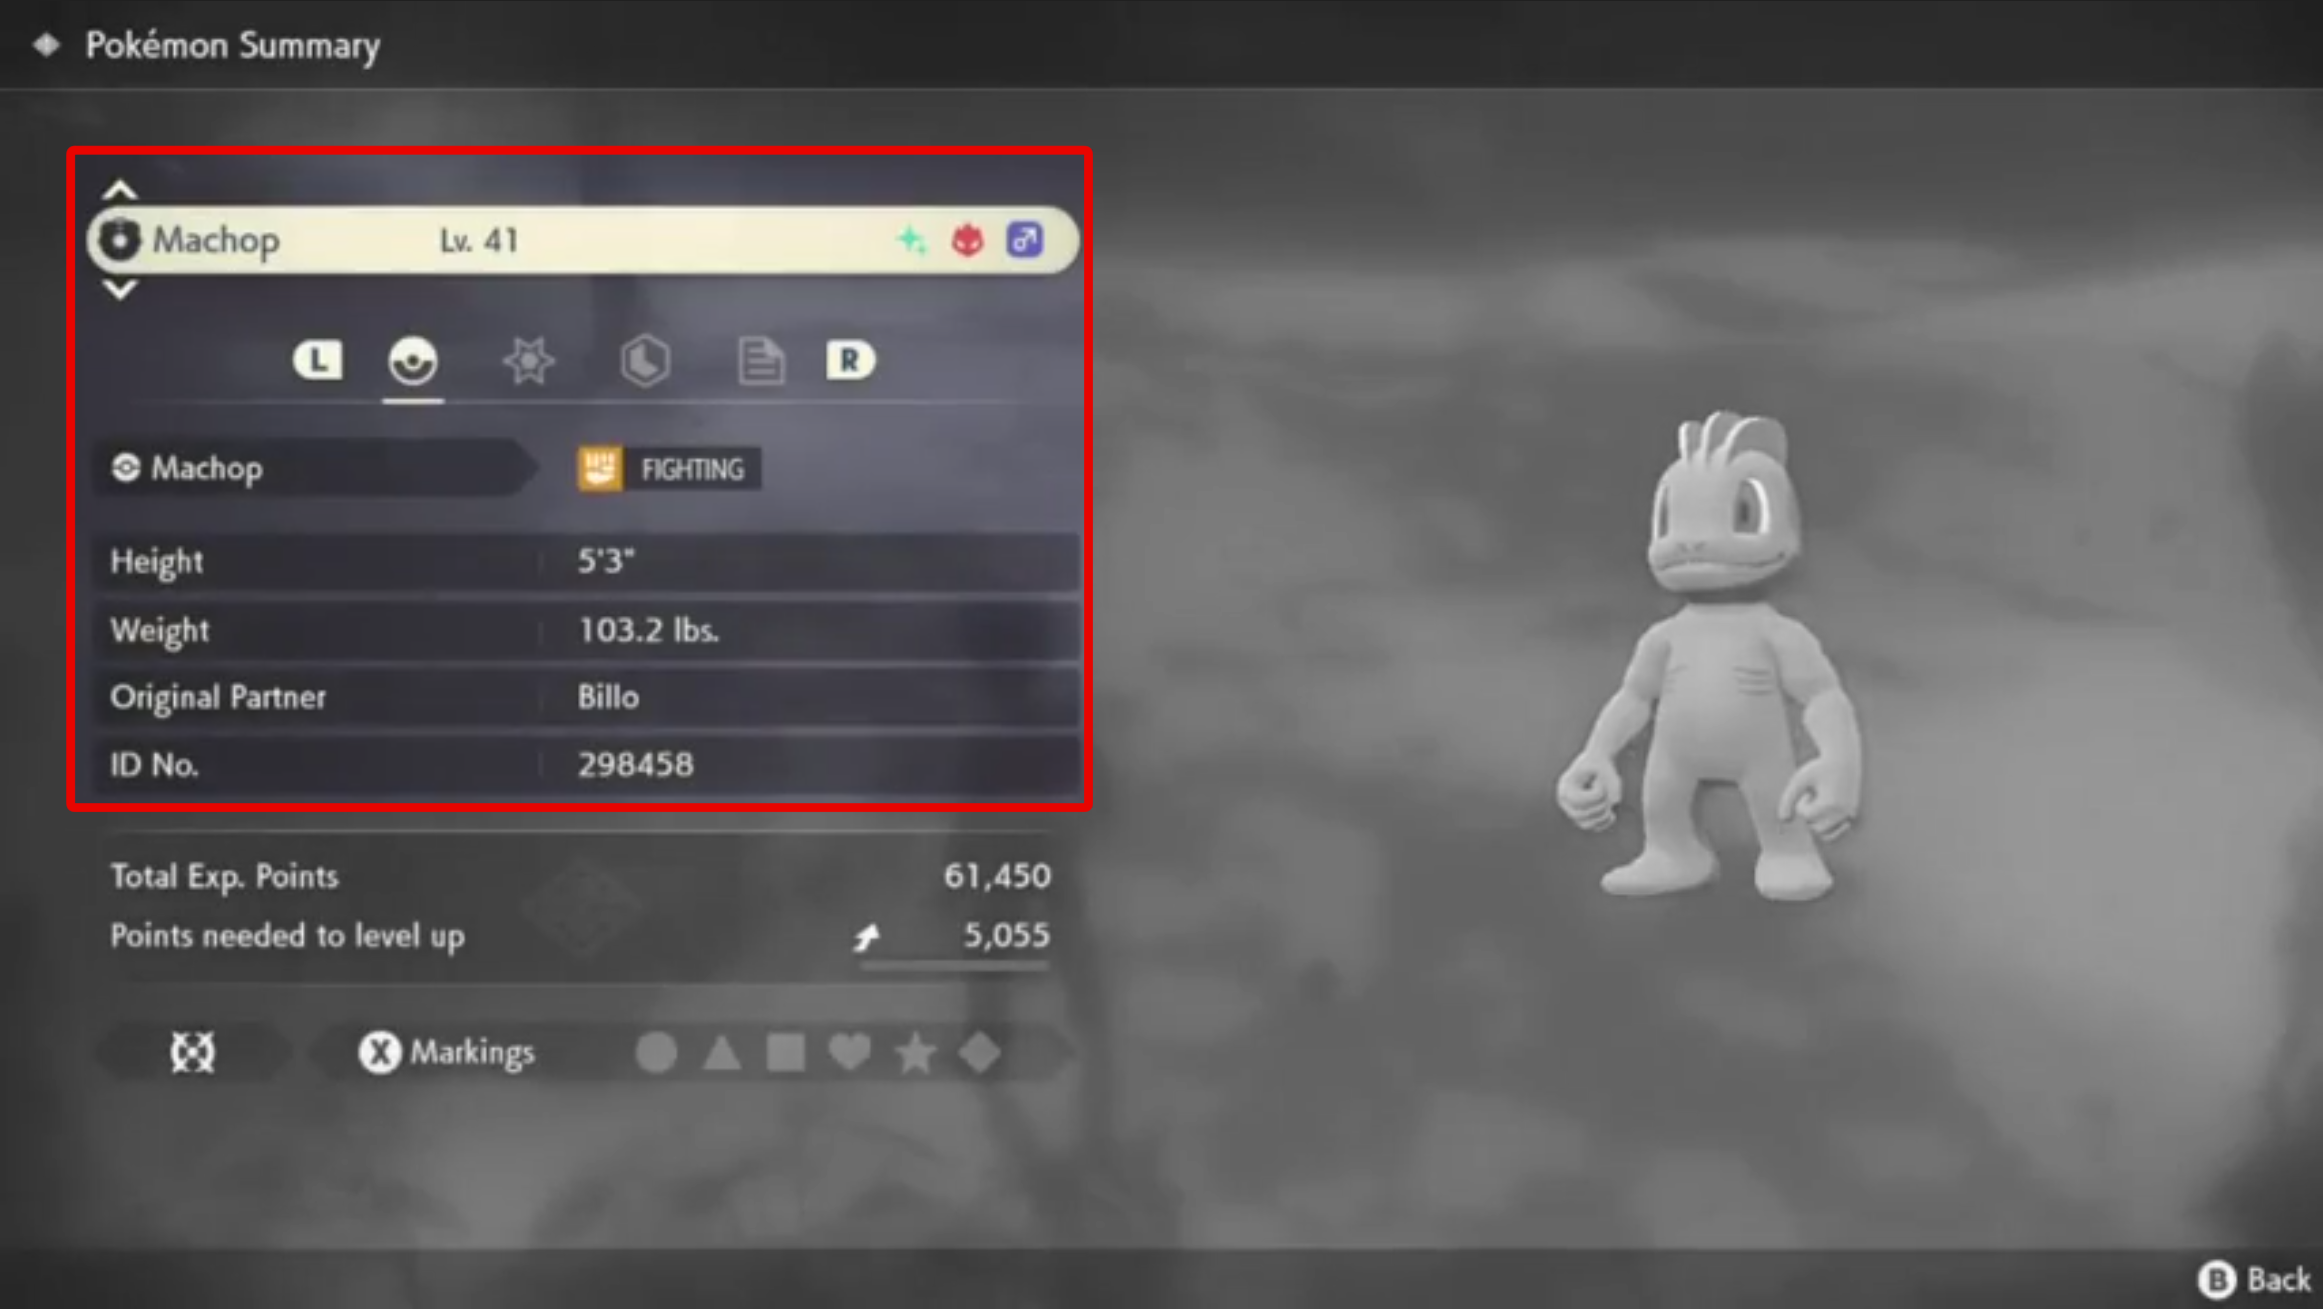 Pokémon Summary
Machop Lv. 41
L R
Machop FIGHTING
Height 5'3"
Weight 103.2 lbs.
Original Partner Billo
ID No. 298458
Total Exp. Points 61,450
Points needed to level up 5,055
X Markings
B Back